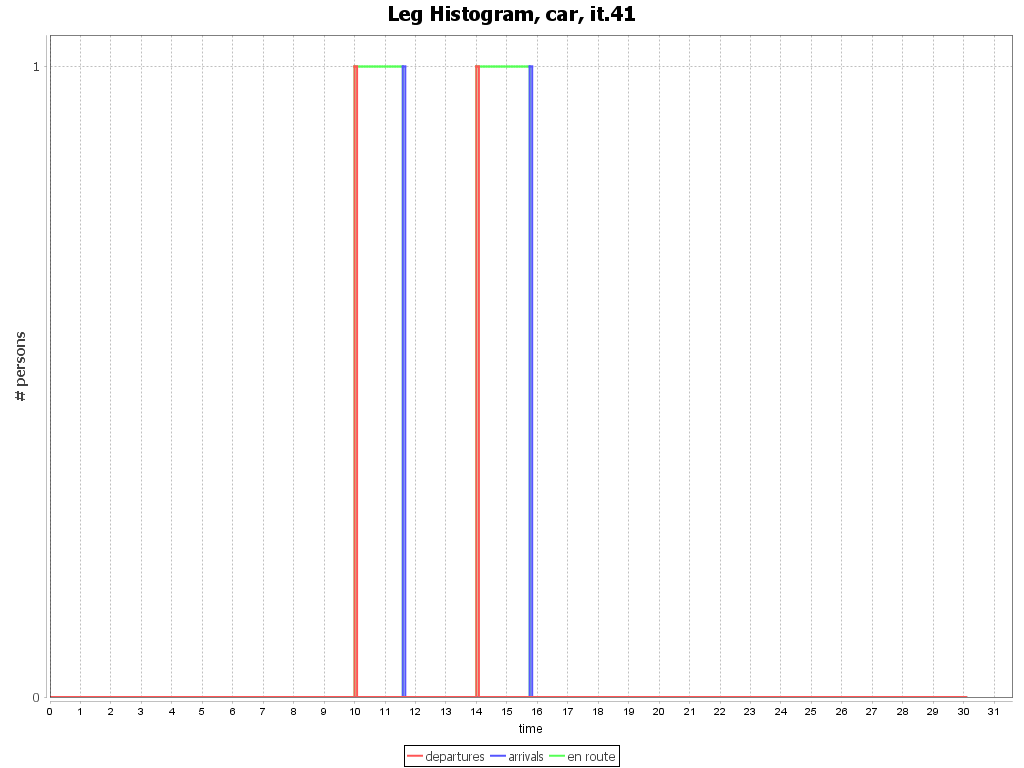 Leg Histogram, car, it.41
# persons
1
0
0 1 2 3 4 5 6 7 8 9 10 11 12 13 14 15 16 17 18 19 20 21 22 23 24 25 26 27 28 29 30 31
time
departures arrivals en route